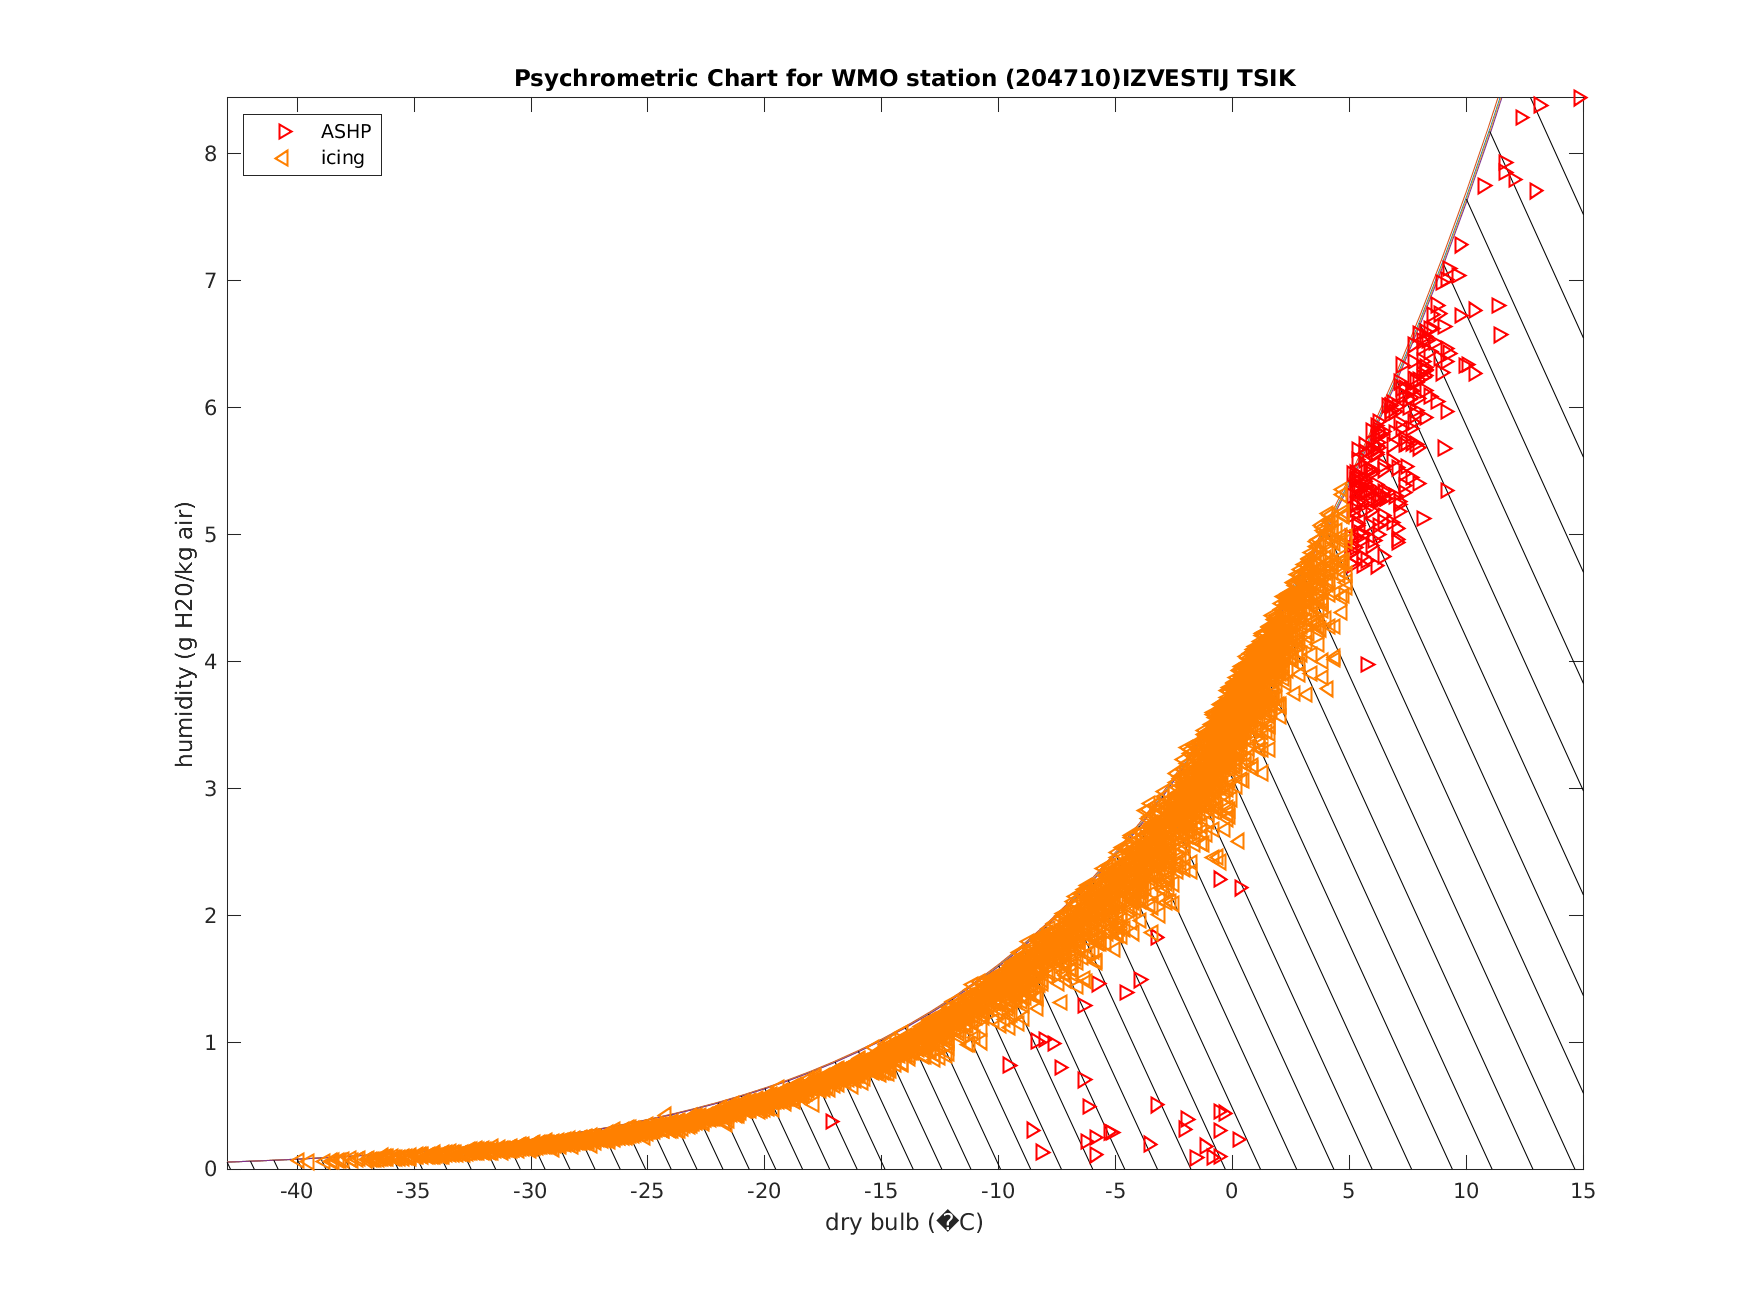 Psychrometric Chart for WMO station (204710)IZVESTIJ TSIK
ASHP
icing
humidity (g H20/kg air)
8
7
6
5
4
3
2
1
0
-40 -35 -30 -25 -20 -15 -10 -5 0 5 10 15
dry bulb (�C)